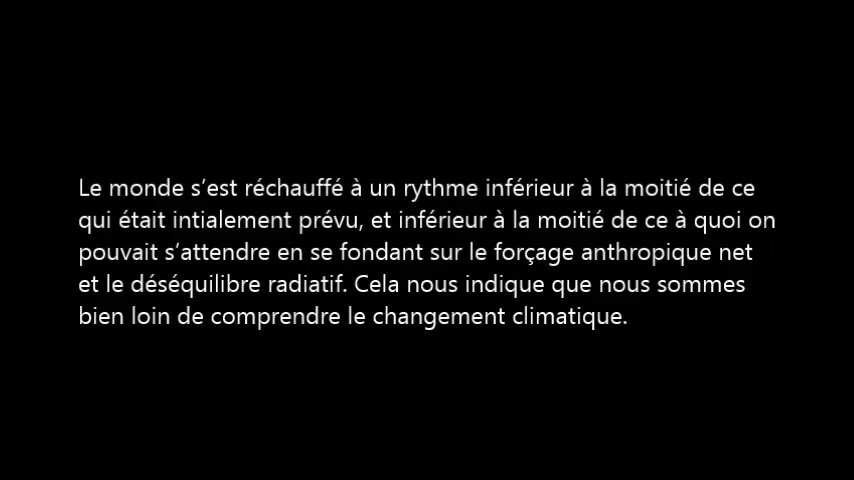 Le monde s’est réchauffé à un rythme inférieur à la moitié de ce
qui était intialement prévu, et inférieur à la moitié de ce à quoi on
pouvait s’attendre en se fondant sur le forçage anthropique net
et le déséquilibre radiatif. Cela nous indique que nous sommes
bien loin de comprendre le changement climatique.